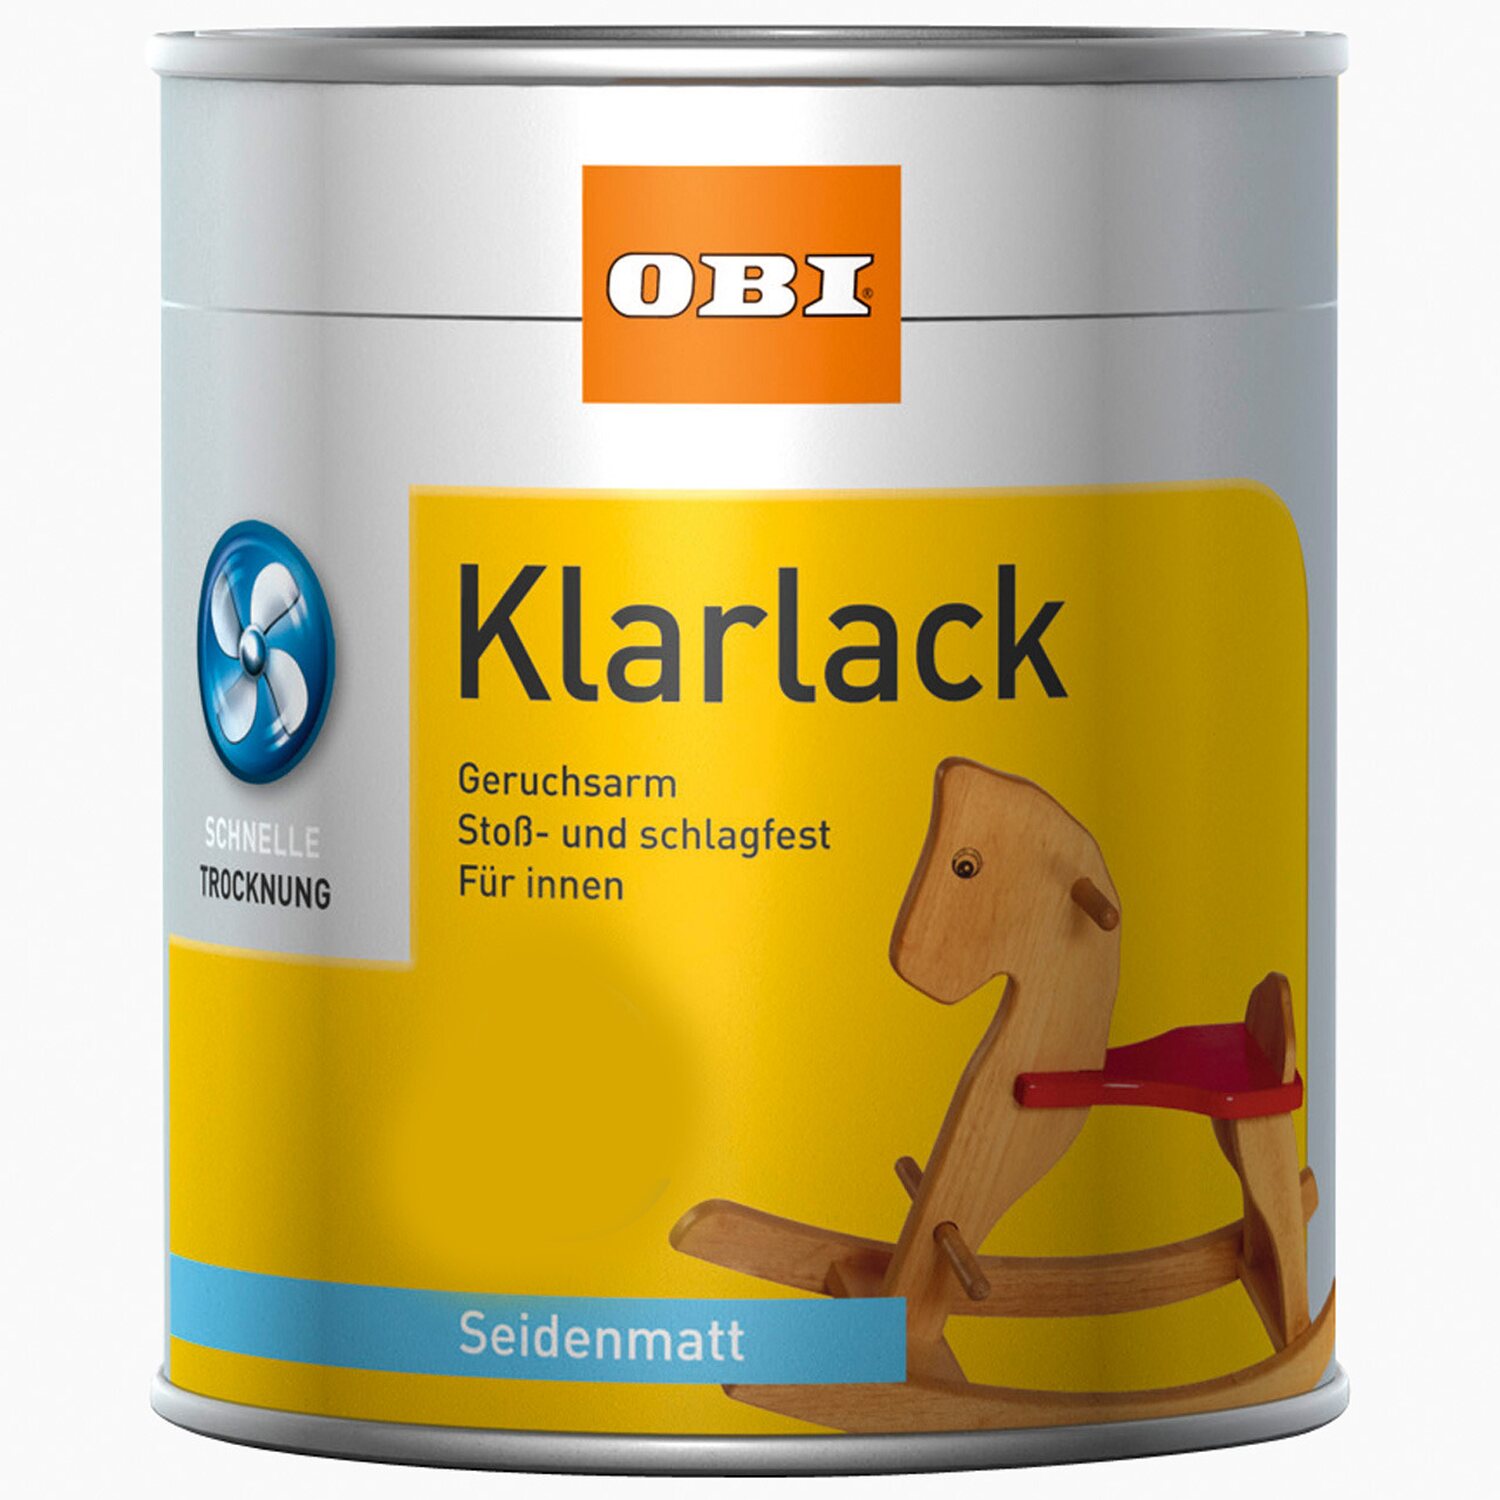 OBI
Klarlack
Geruchsarm
Stoß- und schlagfest
Für innen
SCHNELLE
TROCKNUNG
Seidenmatt